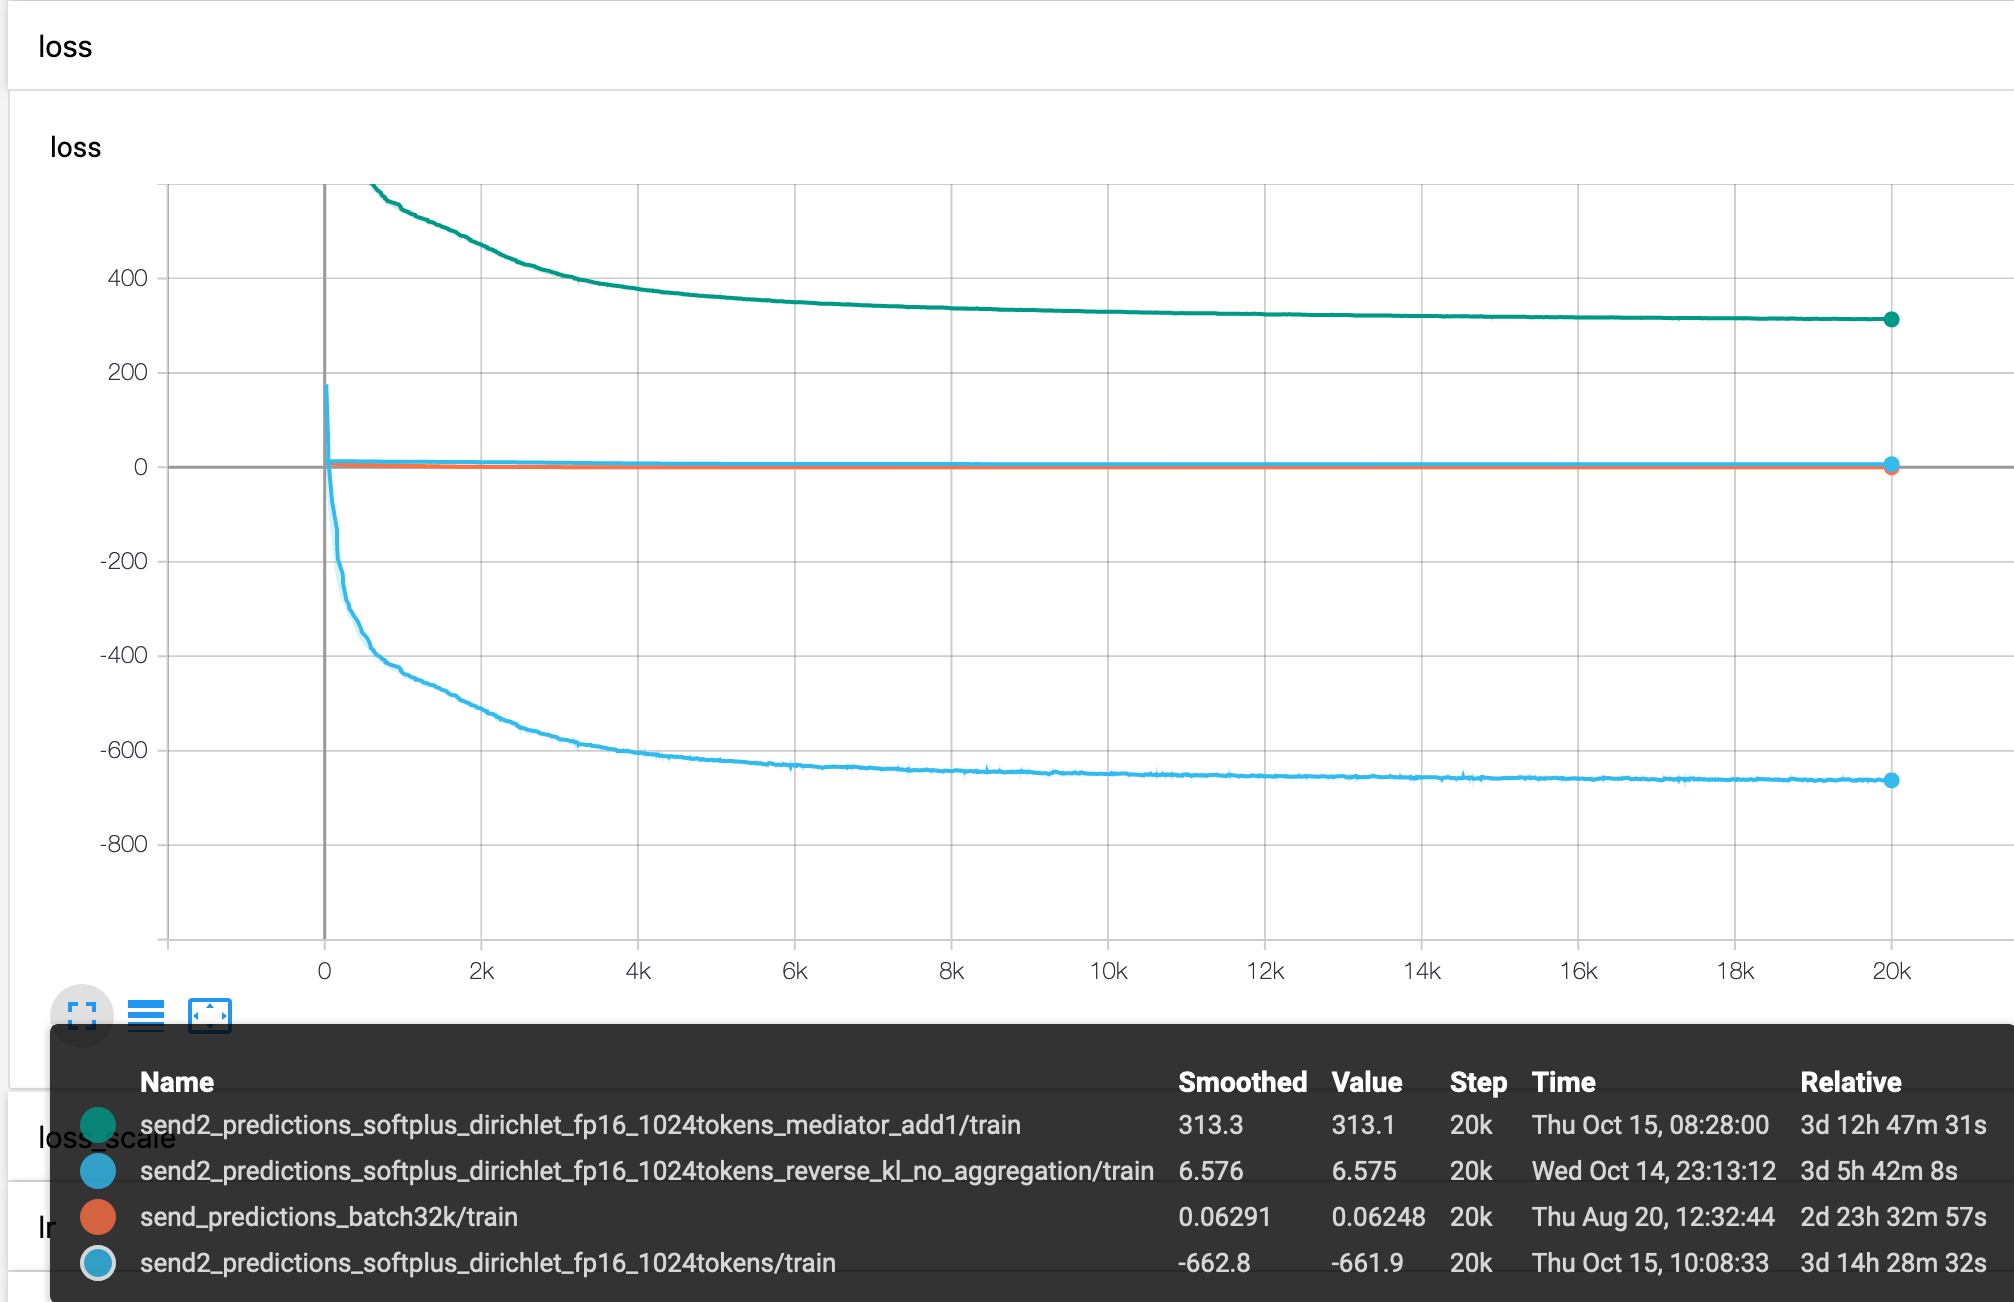 loss
loss
400
200
0
-200
-400
-600
-800
0 2k 4k 6k 8k 10k 12k 14k 16k 18k 20k
Name Smoothed Value Step Time Relative
send2_predictions_softplus_dirichlet_fp16_1024tokens_mediator_add1/train 313.3 313.1 20k Thu Oct 15, 08:28:00 3d 12h 47m 31s
loss_scale
send2_predictions_softplus_dirichlet_fp16_1024tokens_reverse_kl_no_aggregation/train 6.576 6.575 20k Wed Oct 14, 23:13:12 3d 5h 42m 8s
lr
send_predictions_batch32k/train 0.06291 0.06248 20k Thu Aug 20, 12:32:44 2d 23h 32m 57s
send2_predictions_softplus_dirichlet_fp16_1024tokens/train -662.8 -661.9 20k Thu Oct 15, 10:08:33 3d 14h 28m 32s